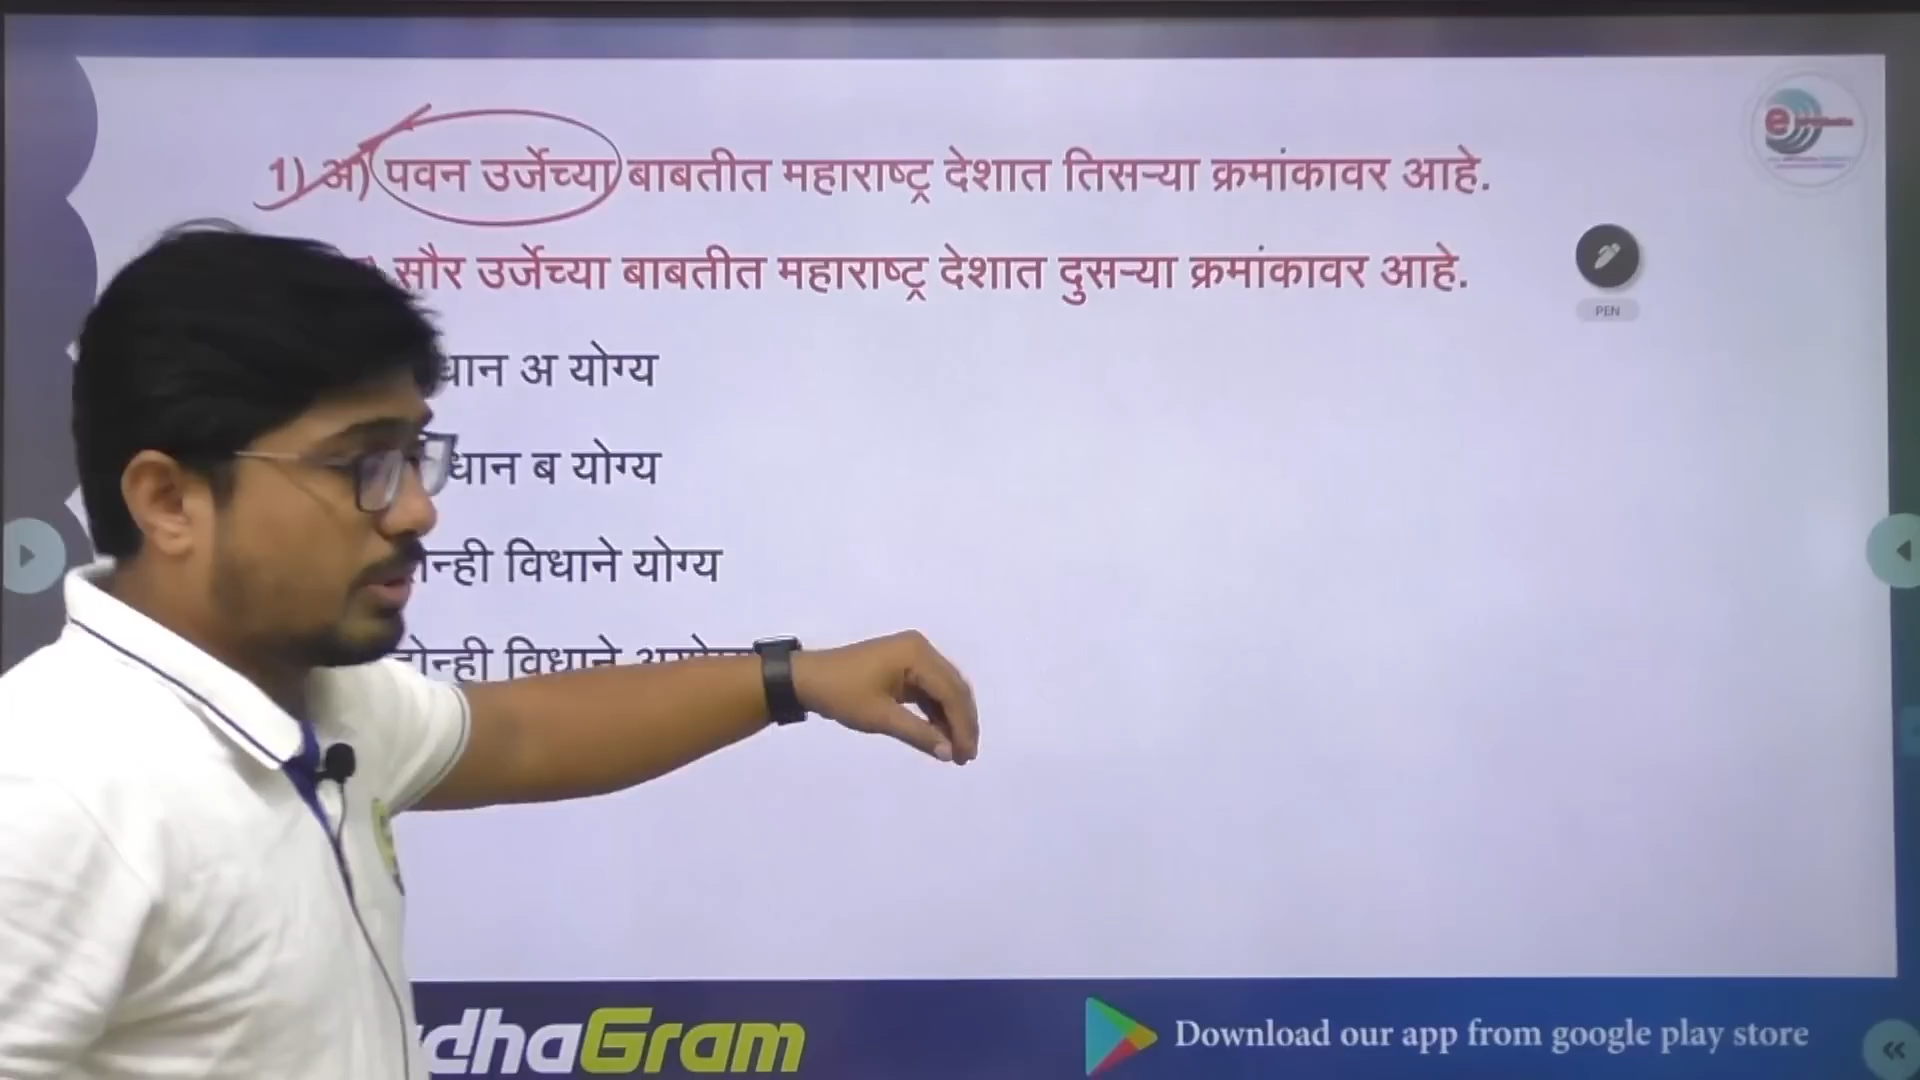 1) अ) पवन उर्जेच्या बाबतीत महाराष्ट्र देशात तिसऱ्या क्रमांकावर आहे.
सौर उर्जेच्या बाबतीत महाराष्ट्र देशात दुसऱ्या क्रमांकावर आहे.
PEN
धान अ योग्य
धान ब योग्य
न्ही विधाने योग्य
दोन्ही विधाने
dhaGram
Download our app from google play store